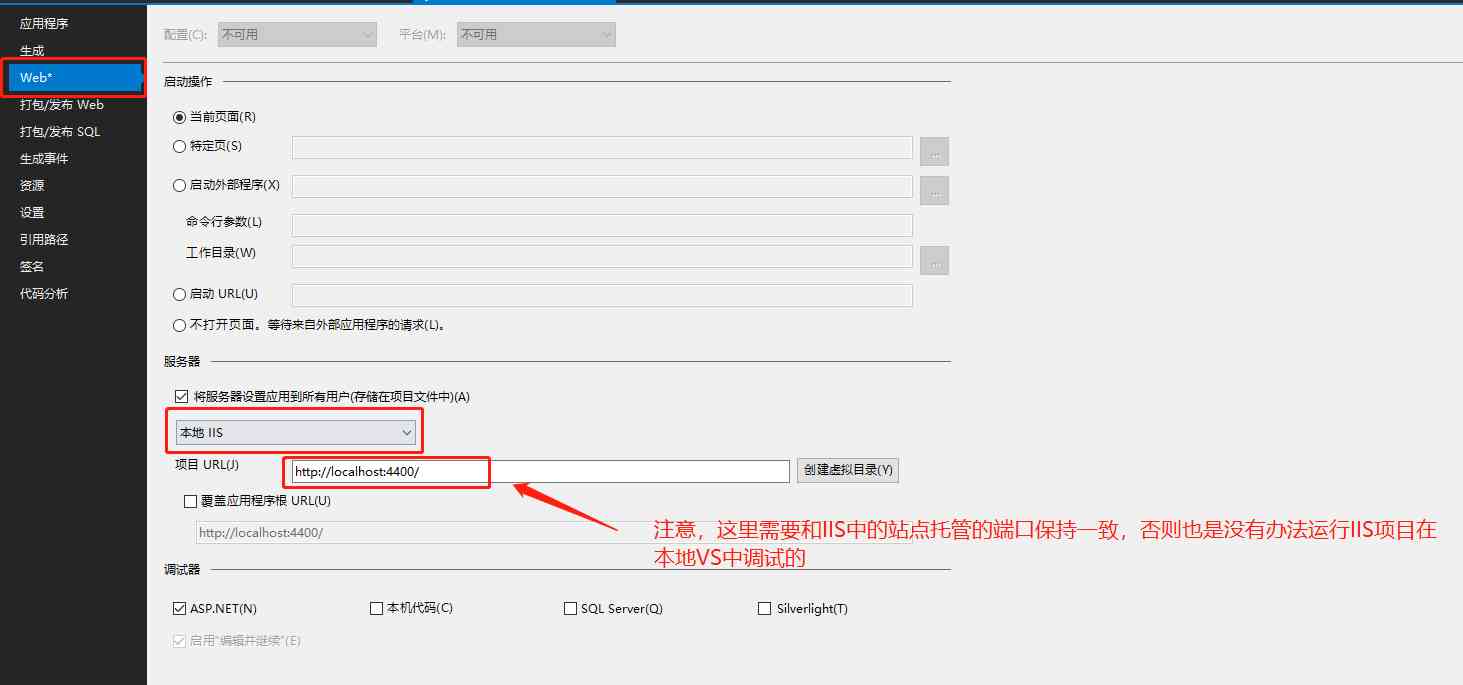 应用程序
生成
Web*
打包/发布 Web
打包/发布 SQL
生成事件
资源
设置
引用路径
签名
代码分析
配置(C): 不可用 平台(M): 不可用
启动操作
当前页面(R)
特定页(S) ...
启动外部程序(X) ...
命令行参数(L)
工作目录(W) ...
启动 URL(U)
不打开页面。等待来自外部应用程序的请求(L)。
服务器
将服务器设置应用到所有用户(存储在项目文件中)(A)
本地 IIS
项目 URL(J) http://localhost:4400/ 创建虚拟目录(Y)
覆盖应用程序根 URL(U)
http://localhost:4400/
注意，这里需要和IIS中的站点托管的端口保持一致，否则也是没有办法运行IIS项目在
本地VS中调试的
调试器
ASP.NET(N) 本机代码(C) SQL Server(Q) Silverlight(T)
启用"编辑并继续"(E)